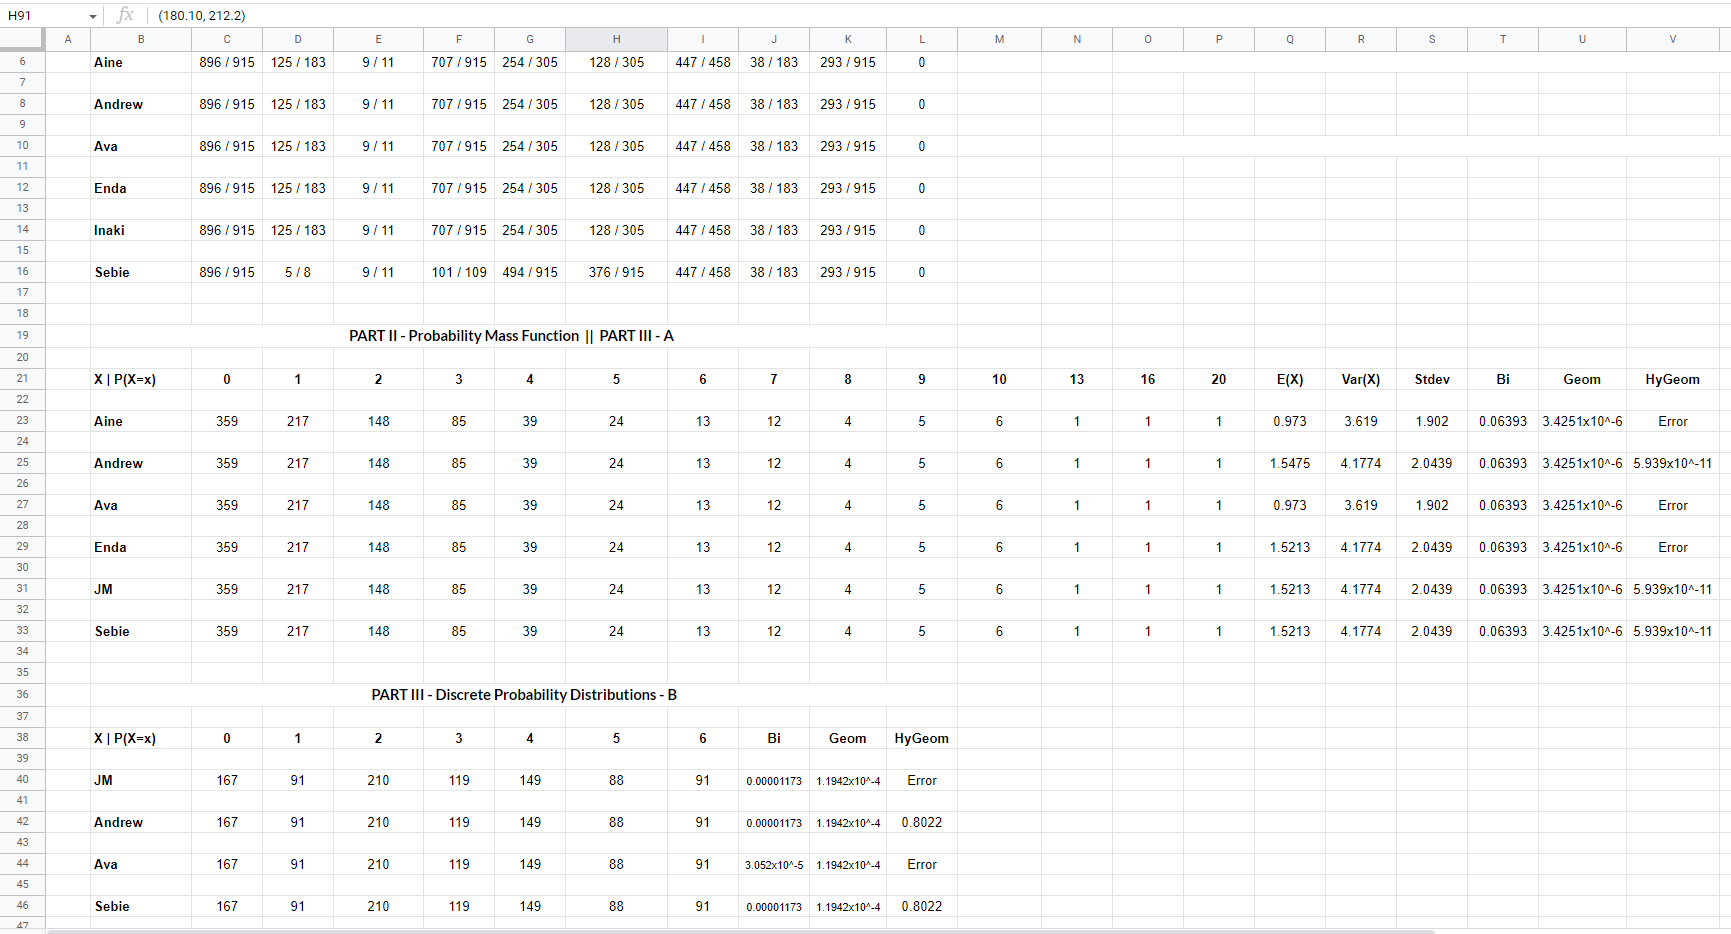 H91 fx (180.10, 212.2)
A B C D E F G H I J K L M N O P Q R S T U V
6 Aine 896 / 915 125 / 183 9 / 11 707 / 915 254 / 305 128 / 305 447 / 458 38 / 183 293 / 915 0
7
8 Andrew 896 / 915 125 / 183 9 / 11 707 / 915 254 / 305 128 / 305 447 / 458 38 / 183 293 / 915 0
9
10 Ava 896 / 915 125 / 183 9 / 11 707 / 915 254 / 305 128 / 305 447 / 458 38 / 183 293 / 915 0
11
12 Enda 896 / 915 125 / 183 9 / 11 707 / 915 254 / 305 128 / 305 447 / 458 38 / 183 293 / 915 0
13
14 Inaki 896 / 915 125 / 183 9 / 11 707 / 915 254 / 305 128 / 305 447 / 458 38 / 183 293 / 915 0
15
16 Sebie 896 / 915 5 / 8 9 / 11 101 / 109 494 / 915 376 / 915 447 / 458 38 / 183 293 / 915 0
17
18
19 PART II - Probability Mass Function || PART III - A
20
21 X | P(X=x) 0 1 2 3 4 5 6 7 8 9 10 13 16 20 E(X) Var(X) Stdev Bi Geom HyGeom
22
23 Aine 359 217 148 85 39 24 13 12 4 5 6 1 1 1 0.973 3.619 1.902 0.06393 3.4251x10^-6 Error
24
25 Andrew 359 217 148 85 39 24 13 12 4 5 6 1 1 1 1.5475 4.1774 2.0439 0.06393 3.4251x10^-6 5.939x10^-11
26
27 Ava 359 217 148 85 39 24 13 12 4 5 6 1 1 1 0.973 3.619 1.902 0.06393 3.4251x10^-6 Error
28
29 Enda 359 217 148 85 39 24 13 12 4 5 6 1 1 1 1.5213 4.1774 2.0439 0.06393 3.4251x10^-6 Error
30
31 JM 359 217 148 85 39 24 13 12 4 5 6 1 1 1 1.5213 4.1774 2.0439 0.06393 3.4251x10^-6 5.939x10^-11
32
33 Sebie 359 217 148 85 39 24 13 12 4 5 6 1 1 1 1.5213 4.1774 2.0439 0.06393 3.4251x10^-6 5.939x10^-11
34
35
36 PART III - Discrete Probability Distributions - B
37
38 X | P(X=x) 0 1 2 3 4 5 6 Bi Geom HyGeom
39
40 JM 167 91 210 119 149 88 91 0.00001173 1.1942x10^-4 Error
41
42 Andrew 167 91 210 119 149 88 91 0.00001173 1.1942x10^-4 0.8022
43
44 Ava 167 91 210 119 149 88 91 3.052x10^-5 1.1942x10^-4 Error
45
46 Sebie 167 91 210 119 149 88 91 0.00001173 1.1942x10^-4 0.8022
47